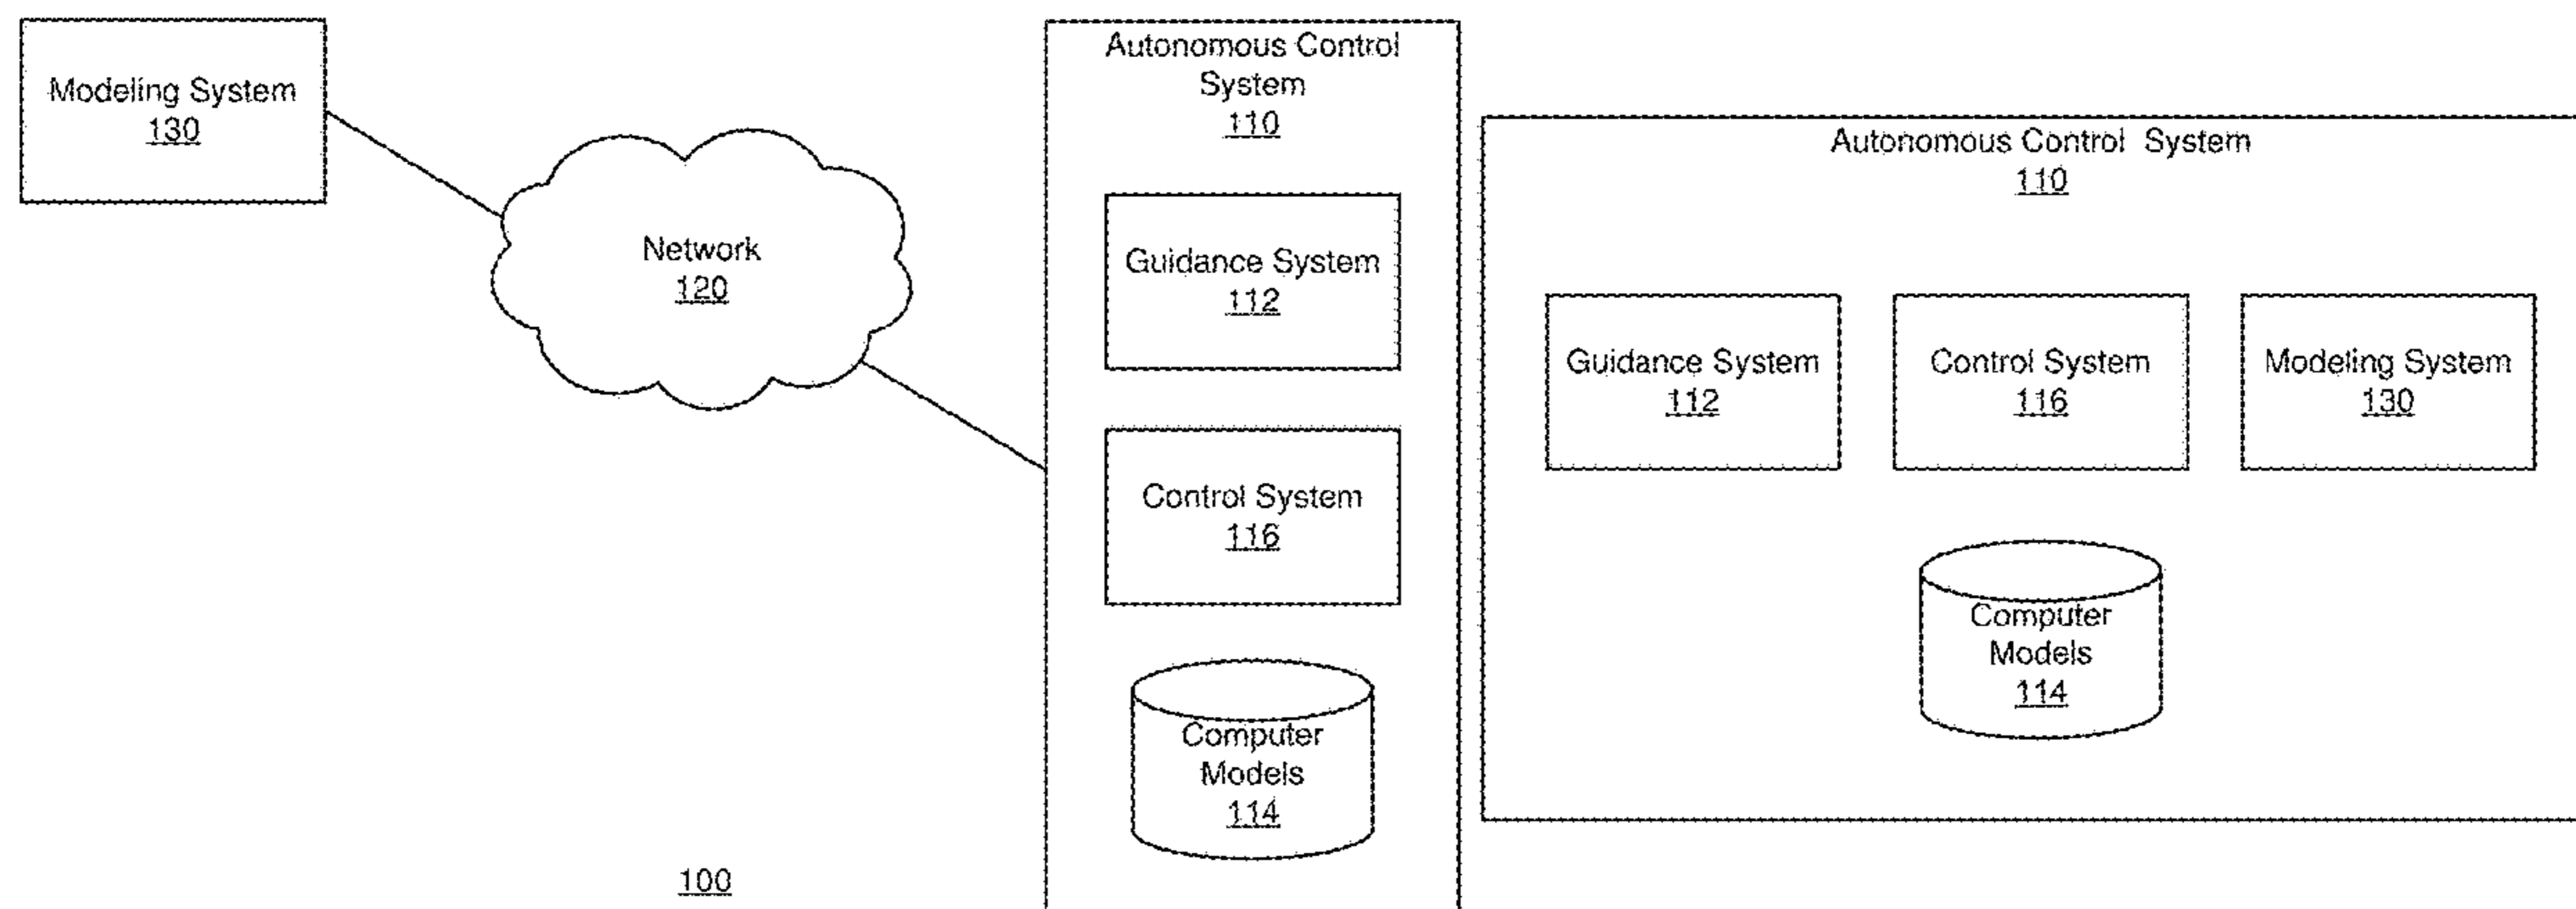 Modeling System
130
Network
120
100
Autonomous Control
System
110
Guidance System
112
Control System
116
Computer
Models
114
Autonomous Control System
110
Guidance System
112
Control System
116
Modeling System
130
Computer
Models
114